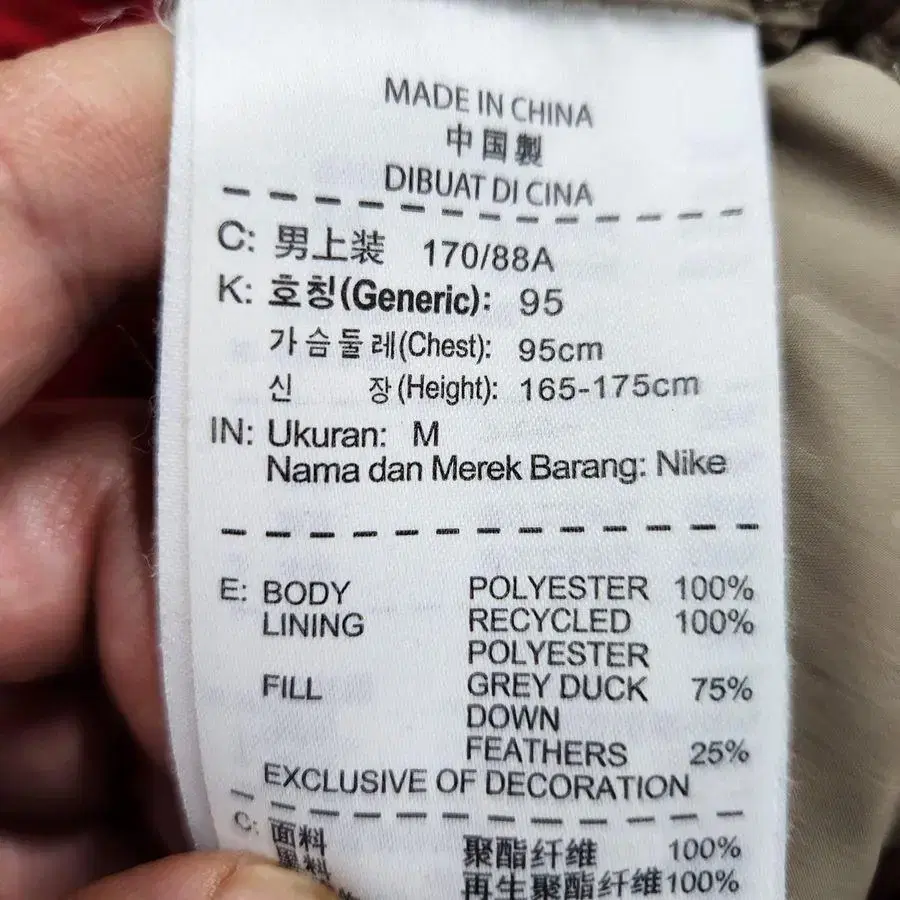 MADE IN CHINA
中国製
DIBUAT DI CINA
C: 男上装 170/88A
K: 호칭(Generic): 95
가슴둘레(Chest): 95cm
신 장(Height): 165-175cm
IN: Ukuran: M
Nama dan Merek Barang: Nike
E: BODY POLYESTER 100%
LINING RECYCLED 100%
POLYESTER
FILL GREY DUCK 75%
DOWN
FEATHERS 25%
EXCLUSIVE OF DECORATION
C: 面料 聚酯纤维 100%
里料 再生聚酯纤维 100%